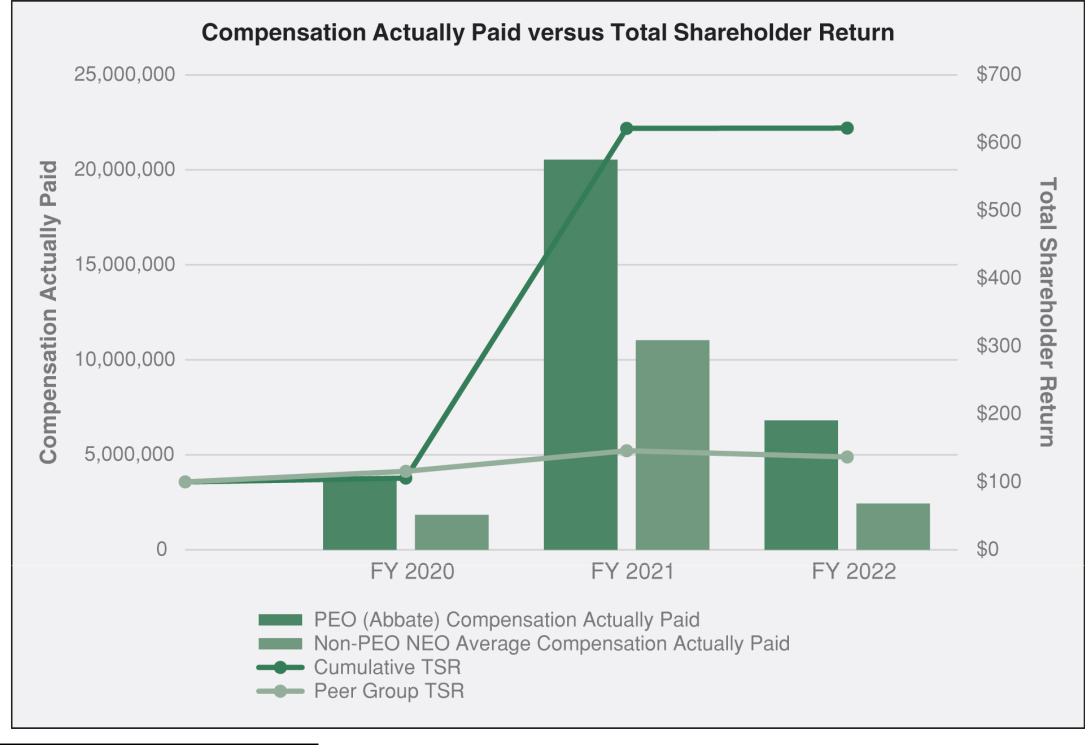 Compensation Actually Paid versus Total Shareholder Return
25,000,000
20,000,000
15,000,000
10,000,000
5,000,000
0
Compensation Actually Paid
$700
$600
$500
$400
$300
$200
$100
$0
Total Shareholder Return
FY 2020
FY 2021
FY 2022
PEO (Abbate) Compensation Actually Paid
Non-PEO NEO Average Compensation Actually Paid
Cumulative TSR
Peer Group TSR